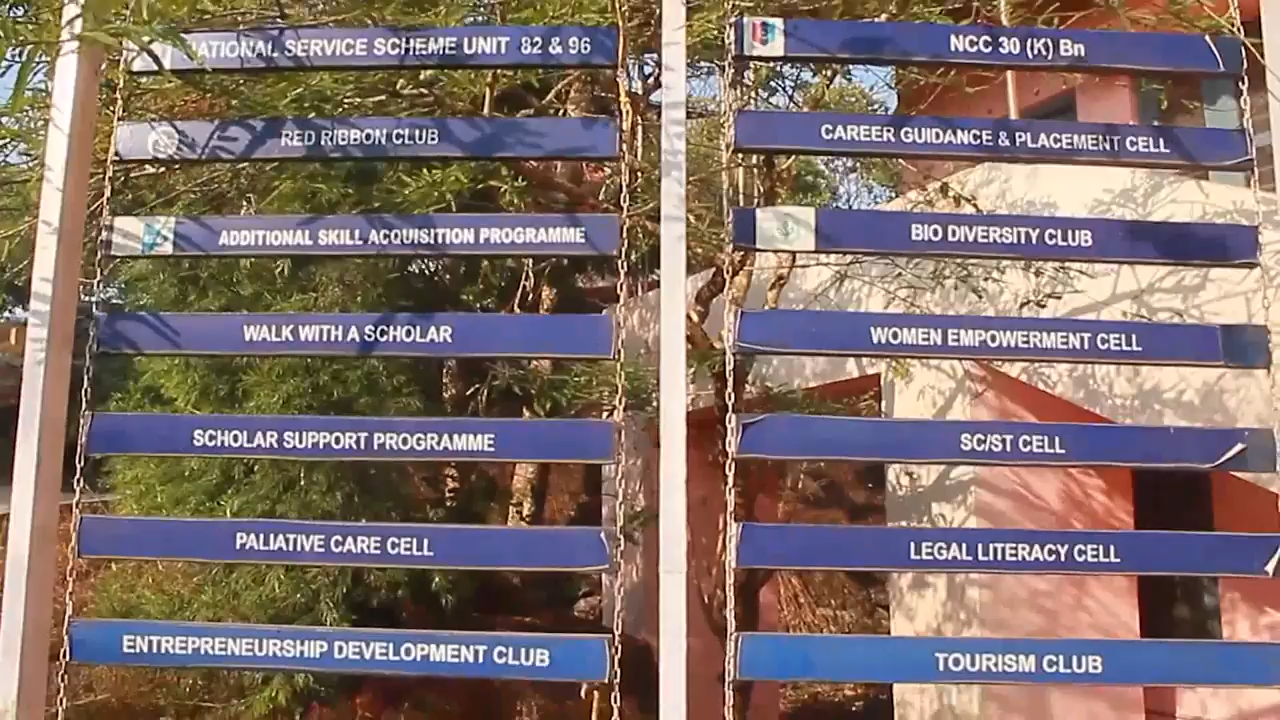 NATIONAL SERVICE SCHEME UNIT 82 & 96
RED RIBBON CLUB
ADDITIONAL SKILL ACQUISITION PROGRAMME
WALK WITH A SCHOLAR
SCHOLAR SUPPORT PROGRAMME
PALIATIVE CARE CELL
ENTREPRENEURSHIP DEVELOPMENT CLUB
NCC 30 (K) Bn
CAREER GUIDANCE & PLACEMENT CELL
BIO DIVERSITY CLUB
WOMEN EMPOWERMENT CELL
SC/ST CELL
LEGAL LITERACY CELL
TOURISM CLUB